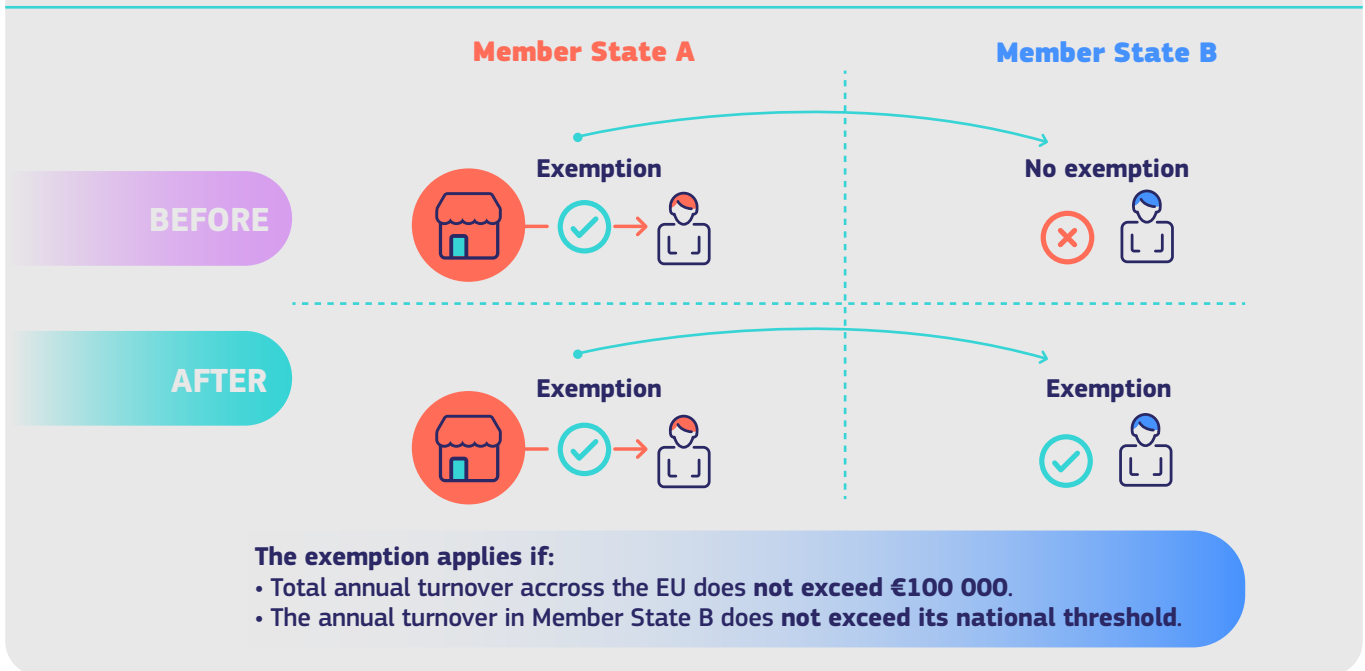 Member State A
Member State B
BEFORE
Exemption
No exemption
AFTER
Exemption
Exemption
The exemption applies if:
• Total annual turnover accross the EU does not exceed €100 000.
• The annual turnover in Member State B does not exceed its national threshold.